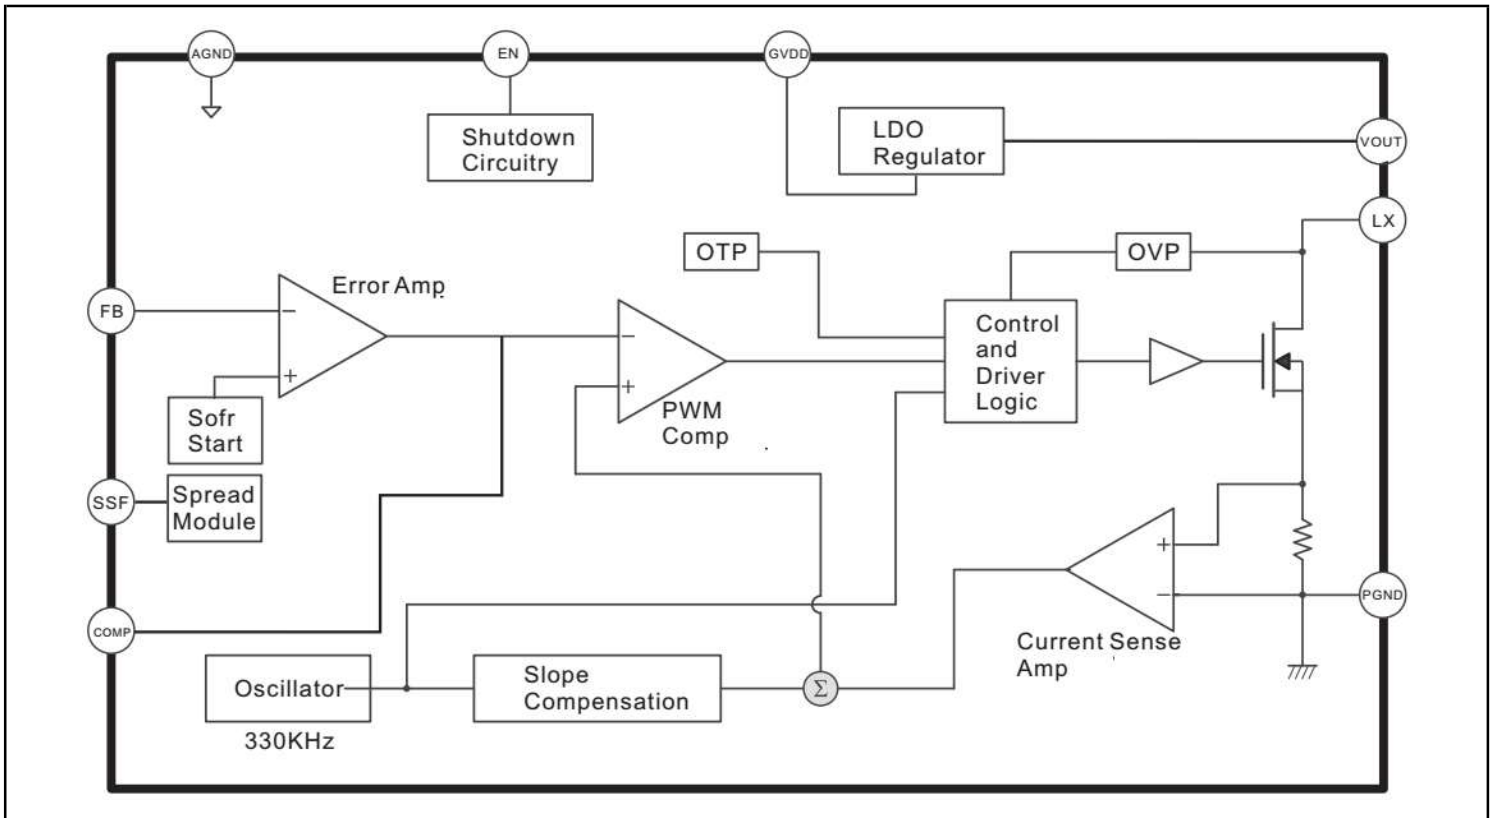 AGND
EN
GVDD
Shutdown
Circuitry
LDO
Regulator
VOUT
LX
OTP
OVP
Error Amp
FB
−
+
Sofr
Start
−
+
PWM
Comp
Control
and
Driver
Logic
SSF
Spread
Module
+
−
Current Sense
Amp
PGND
COMP
Oscillator
330KHz
Slope
Compensation
Σ